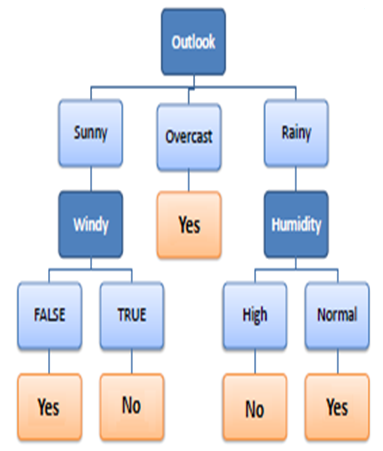 Outlook
Sunny
Overcast
Rainy
Windy
Yes
Humidity
FALSE
TRUE
High
Normal
Yes
No
No
Yes